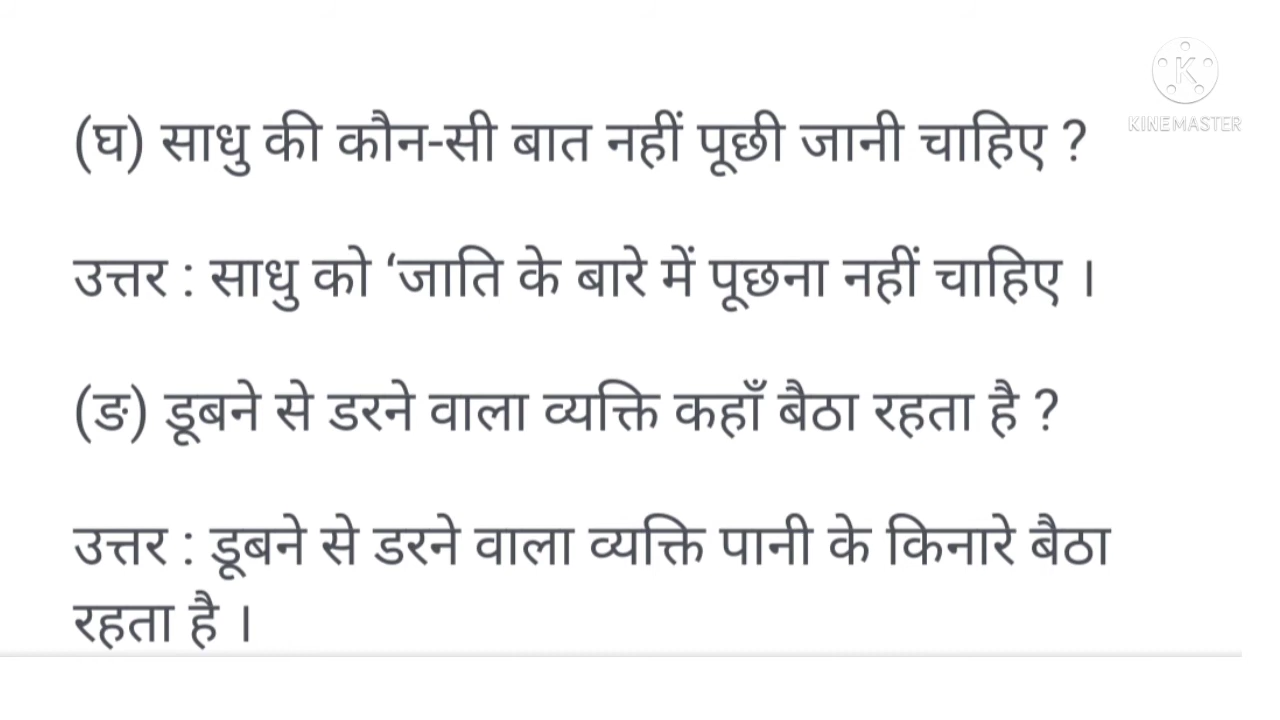 KINEMASTER
(घ) साधु की कौन-सी बात नहीं पूछी जानी चाहिए ?
उत्तर : साधु को ‘जाति के बारे में पूछना नहीं चाहिए ।
(ङ) डूबने से डरने वाला व्यक्ति कहाँ बैठा रहता है ?
उत्तर : डूबने से डरने वाला व्यक्ति पानी के किनारे बैठा
रहता है ।